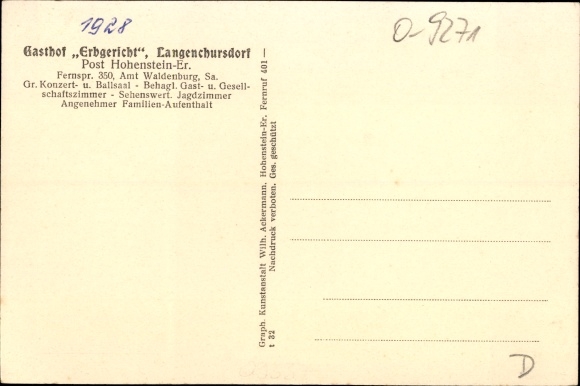 1928
O-9271
Gasthof „Erbgericht“, Langenchursdorf
Post Hohenstein-Er.
Fernspr. 350, Amt Waldenburg, Sa.
Gr. Konzert- u. Ballsaal - Behagl. Gast- u. Gesell-
schaftszimmer - Sehenswert. Jagdzimmer
Angenehmer Familien-Aufenthalt
Graph. Kunstanstalt Wilh. Ackermann, Hohenstein-Er. Fernruf 401 —
t 32 Nachdruck verboten. Ges. geschützt
D